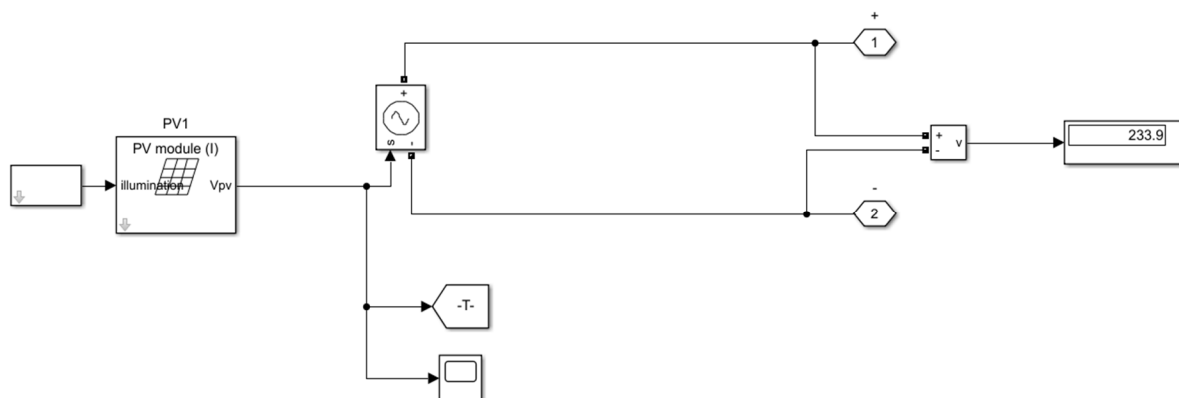 +
1
PV1
PV module (I)
illumination
Vpv
+
s
-
+
-
v
233.9
-
2
-T-